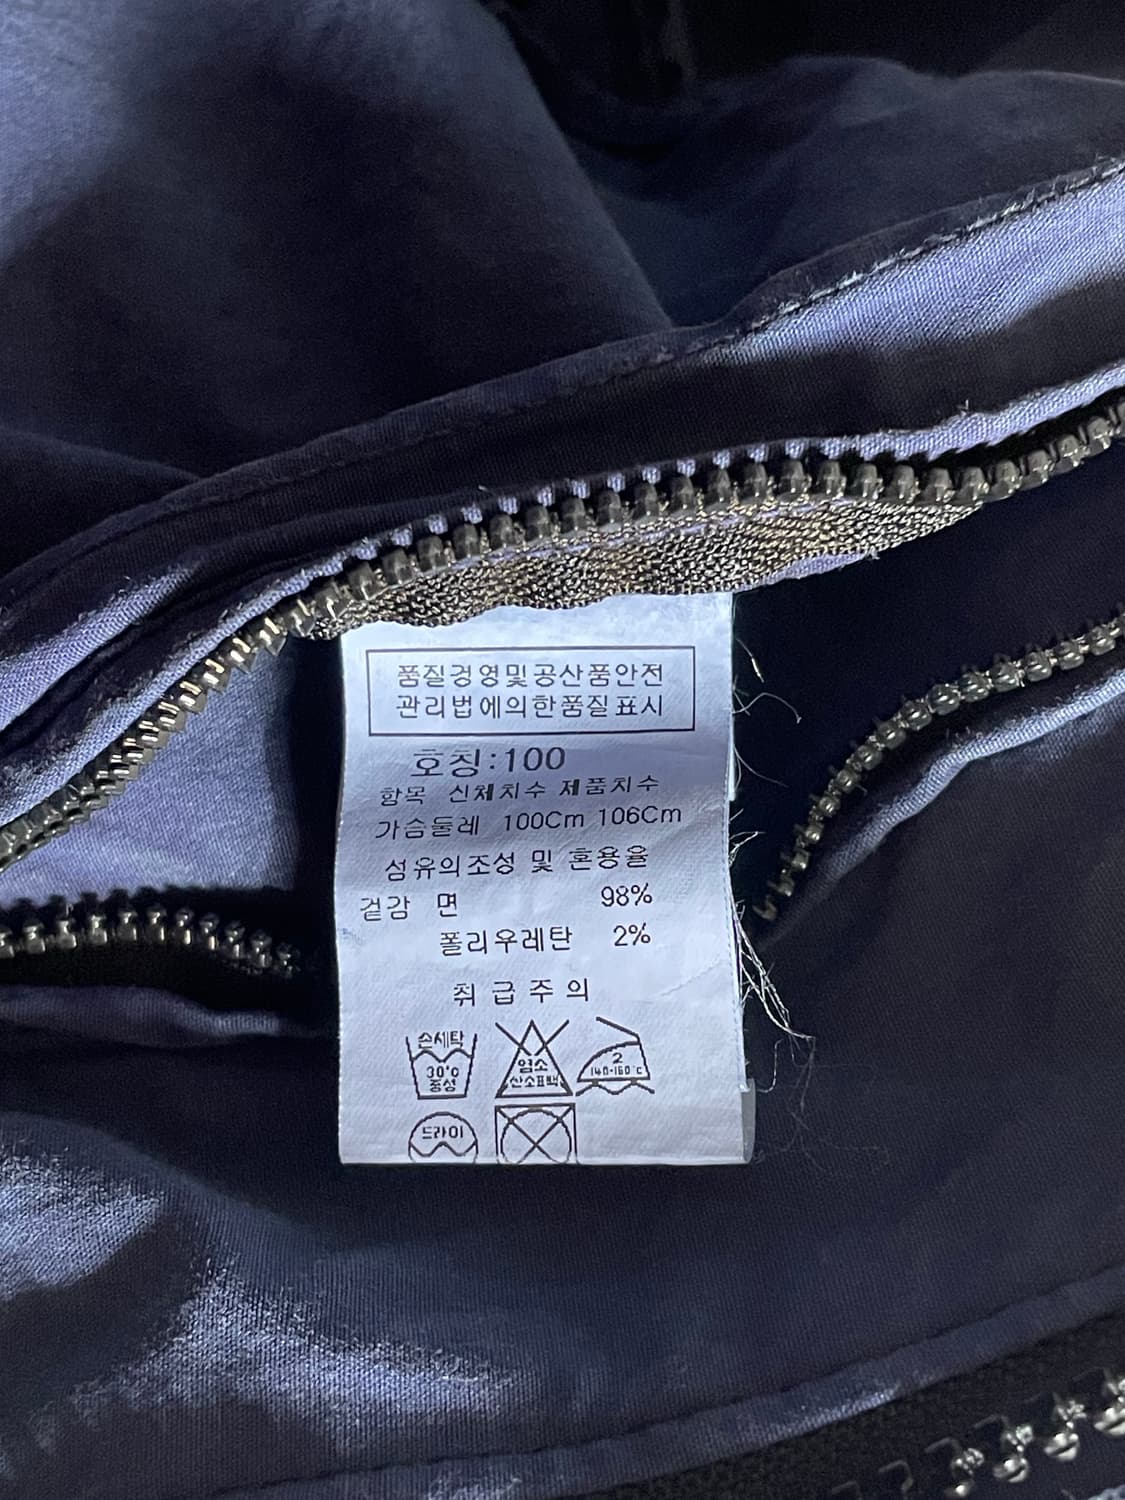 품질경영및공산품안전
관리법에의한품질표시
호칭:100
항목 신체치수 제품치수
가슴둘레 100Cm 106Cm
섬유의조성 및 혼용율
겉감 면 98%
폴리우레탄 2%
취급주의
손세탁
30°C
중성
염소
산소표백
2
140-160°C
드라이